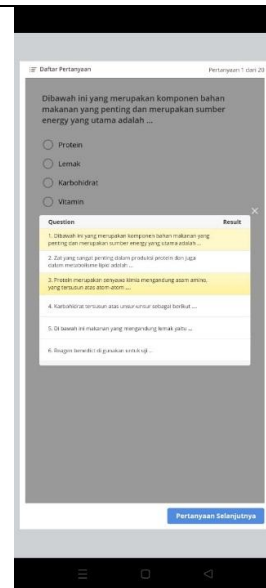 Daftar Pertanyaan
Pertanyaan 1 dari 20
Dibawah ini yang merupakan komponen bahan
makanan yang penting dan merupakan sumber
energy yang utama adalah ...
Protein
Lemak
Karbohidrat
Vitamin
Question Result
1. Dibawah ini yang merupakan komponen bahan makanan yang
penting dan merupakan sumber energy yang utama adalah ...
2. Zat yang sangat penting dalam produksi protein dan juga
dalam metabolisme lipid adalah ...
3. Protein merupakan senyawa kimia mengandung asam amino,
yang tersusun atas atom-atom ...
4. Karbohidrat tersusun atas unsur-unsur sebagai berikut ...
5. Di bawah ini makanan yang mengandung lemak yaitu ...
6. Reagen benedict digunakan untuk uji ...
Pertanyaan Selanjutnya